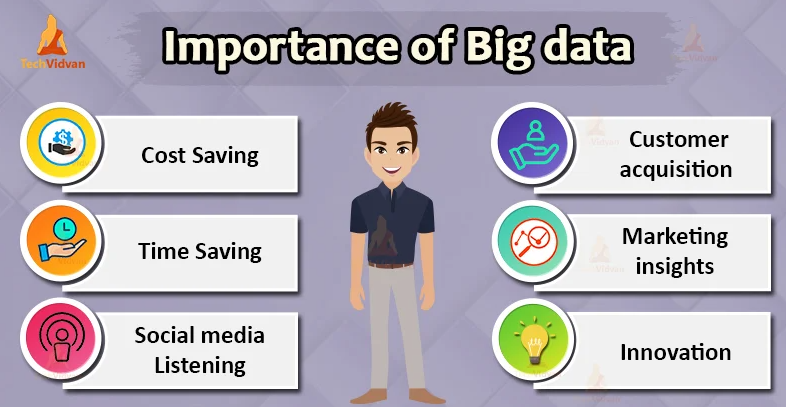 Importance of Big data
TechVidvan
Cost Saving
Time Saving
Social media
Listening
Customer
acquisition
Marketing
insights
Innovation